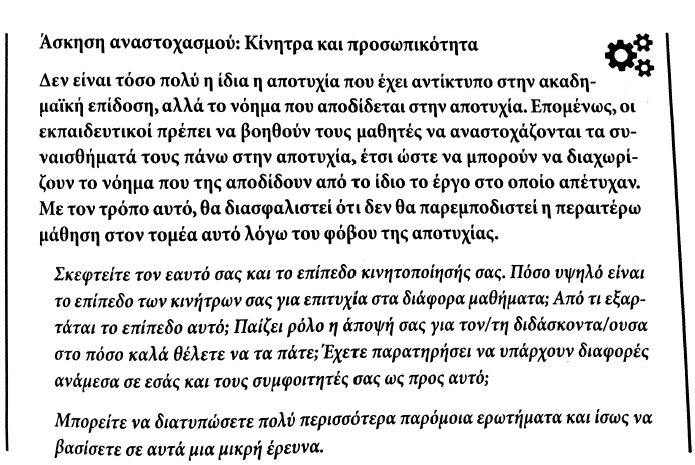 Άσκηση αναστοχασμού: Κίνητρα και προσωπικότητα
Δεν είναι τόσο πολύ η ίδια η αποτυχία που έχει αντίκτυπο στην ακαδη-
μαϊκή επίδοση, αλλά το νόημα που αποδίδεται στην αποτυχία. Επομένως, οι
εκπαιδευτικοί πρέπει να βοηθούν τους μαθητές να αναστοχάζονται τα συ-
ναισθήματά τους πάνω στην αποτυχία, έτσι ώστε να μπορούν να διαχωρί-
ζουν το νόημα που της αποδίδουν από το ίδιο το έργο στο οποίο απέτυχαν.
Με τον τρόπο αυτό, θα διασφαλιστεί ότι δεν θα παρεμποδιστεί η περαιτέρω
μάθηση στον τομέα αυτό λόγω του φόβου της αποτυχίας.
Σκεφτείτε τον εαυτό σας και το επίπεδο κινητοποίησής σας. Πόσο υψηλό είναι
το επίπεδο των κινήτρων σας για επιτυχία στα διάφορα μαθήματα; Από τι εξαρ-
τάται το επίπεδο αυτό; Παίζει ρόλο η άποψή σας για τον/τη διδάσκοντα/ουσα
στο πόσο καλά θέλετε να τα πάτε; Έχετε παρατηρήσει να υπάρχουν διαφορές
ανάμεσα σε εσάς και τους συμφοιτητές σας ως προς αυτό;
Μπορείτε να διατυπώσετε πολύ περισσότερα παρόμοια ερωτήματα και ίσως να
βασίσετε σε αυτά μια μικρή έρευνα.